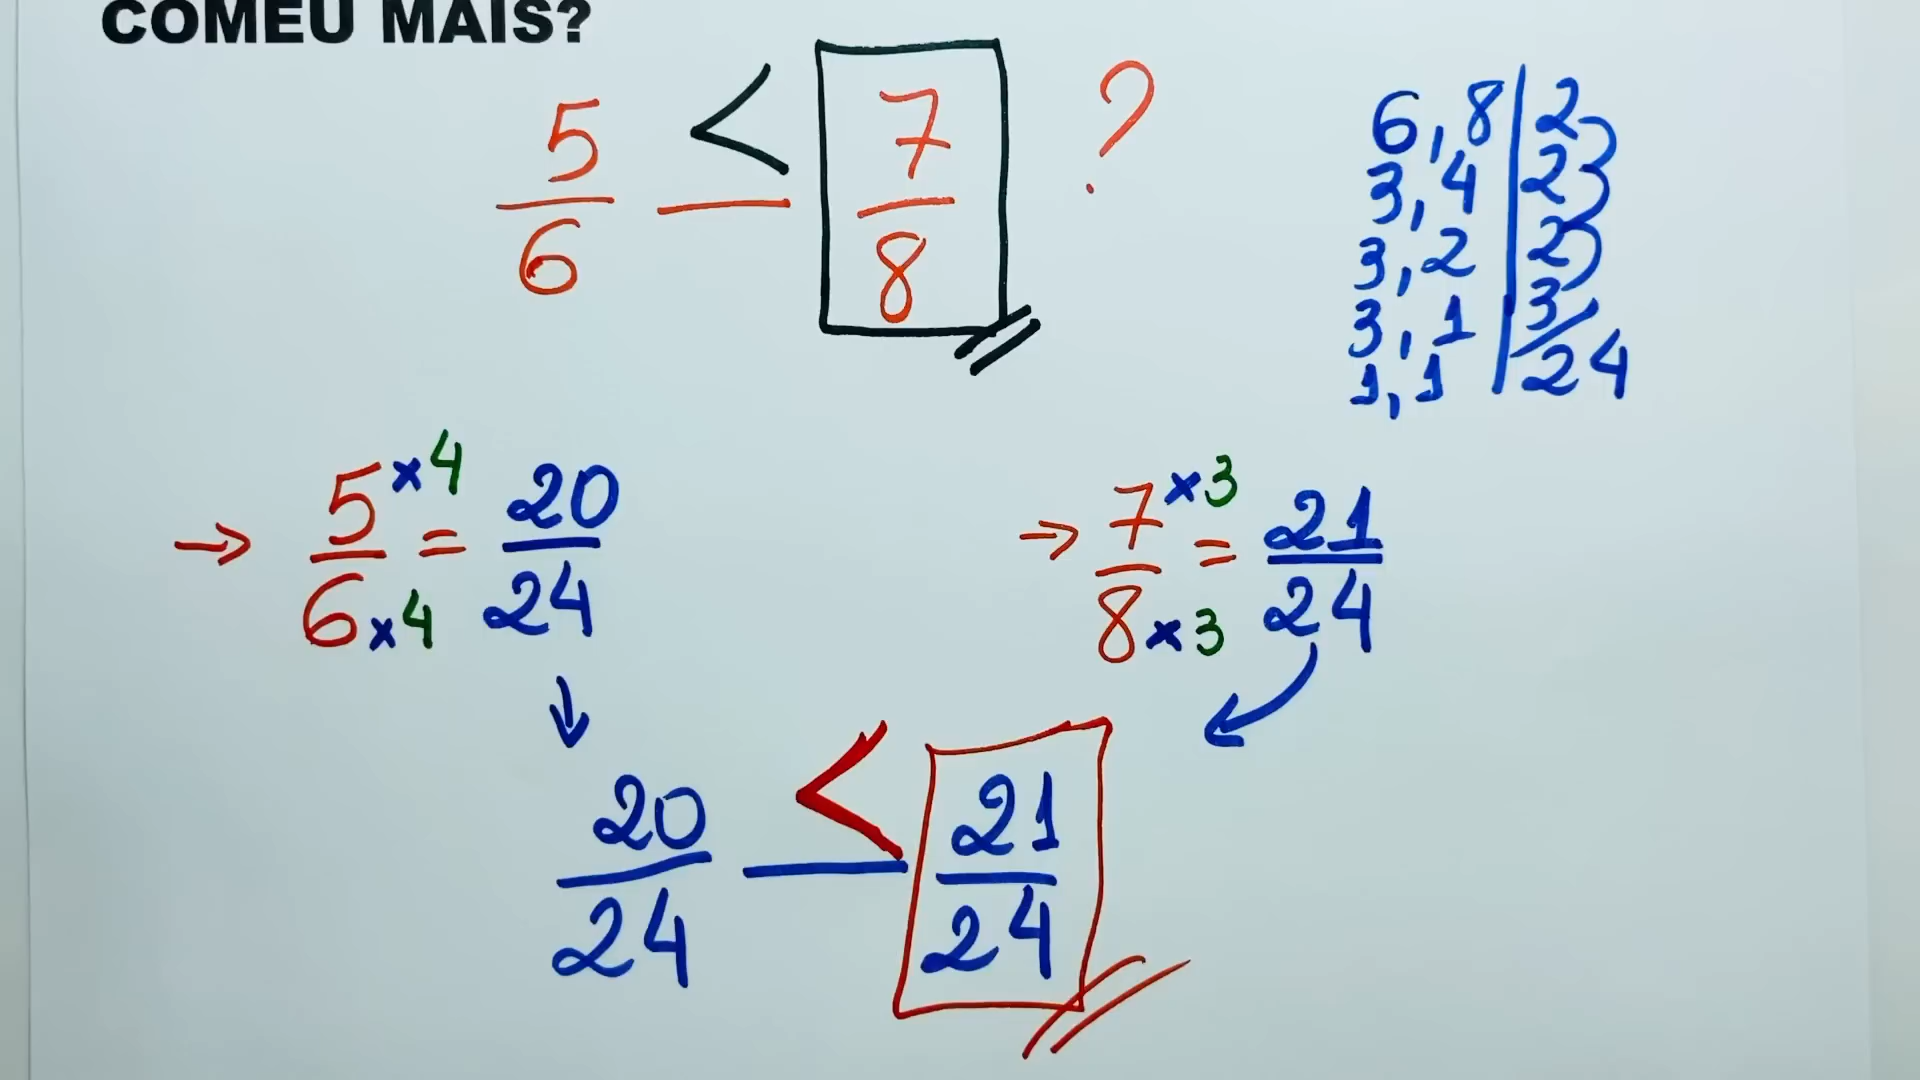 COMEU MAIS?
5/6 < 7/8 ?
6, 8 | 2
3, 4 | 2
3, 2 | 2
3, 1 | 3
1, 1 | 24
→ 5×4/6×4 = 20/24
→ 7×3/8×3 = 21/24
20/24 < 21/24